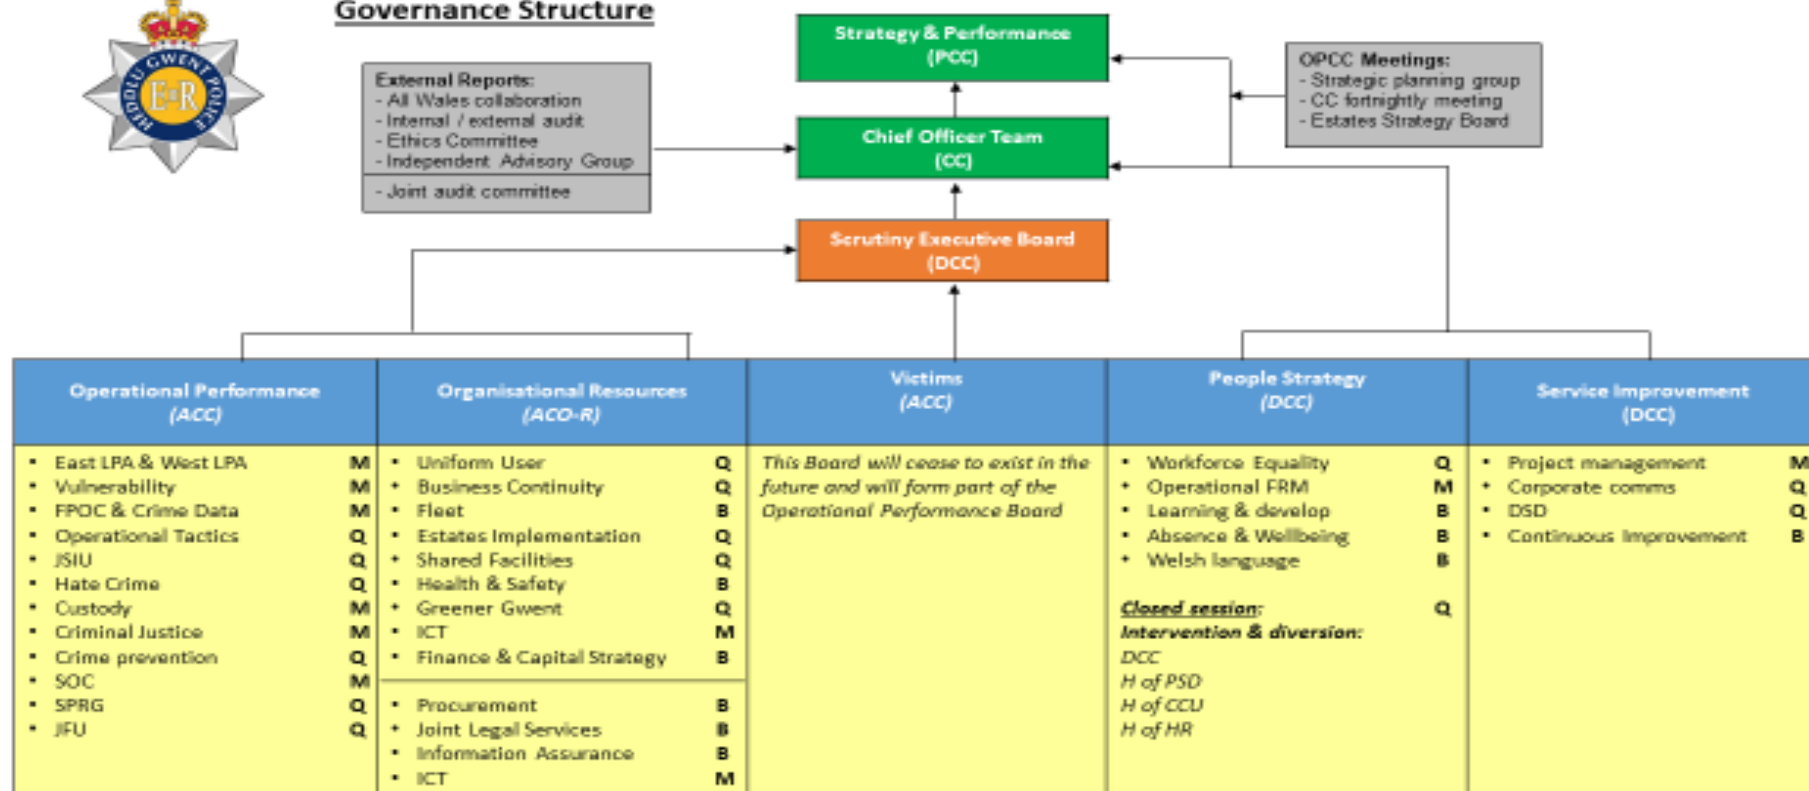 Governance Structure
HEDDLU GWENT POLICE
E R
External Reports:
- All Wales collaboration
- Internal / external audit
- Ethics Committee
- Independent Advisory Group
- Joint audit committee
Strategy & Performance
(PCC)
Chief Officer Team
(CC)
Scrutiny Executive Board
(DCC)
OPCC Meetings:
- Strategic planning group
- CC fortnightly meeting
- Estates Strategy Board
Operational Performance
(ACC)
• East LPA & West LPA M
• Vulnerability M
• FPOC & Crime Data M
• Operational Tactics Q
• JSIU Q
• Hate Crime Q
• Custody M
• Criminal Justice M
• Crime prevention Q
• SOC M
• SPRG Q
• JFU Q
Organisational Resources
(ACO-R)
• Uniform User Q
• Business Continuity Q
• Fleet B
• Estates Implementation Q
• Shared Facilities Q
• Health & Safety B
• Greener Gwent Q
• ICT M
• Finance & Capital Strategy B
• Procurement B
• Joint Legal Services B
• Information Assurance B
• ICT M
Victims
(ACC)
This Board will cease to exist in the
future and will form part of the
Operational Performance Board
People Strategy
(DCC)
• Workforce Equality Q
• Operational FRM M
• Learning & develop B
• Absence & Wellbeing B
• Welsh language B
Closed session: Q
Intervention & diversion:
DCC
H of PSD
H of CCU
H of HR
Service Improvement
(DCC)
• Project management M
• Corporate comms Q
• DSD Q
• Continuous Improvement B